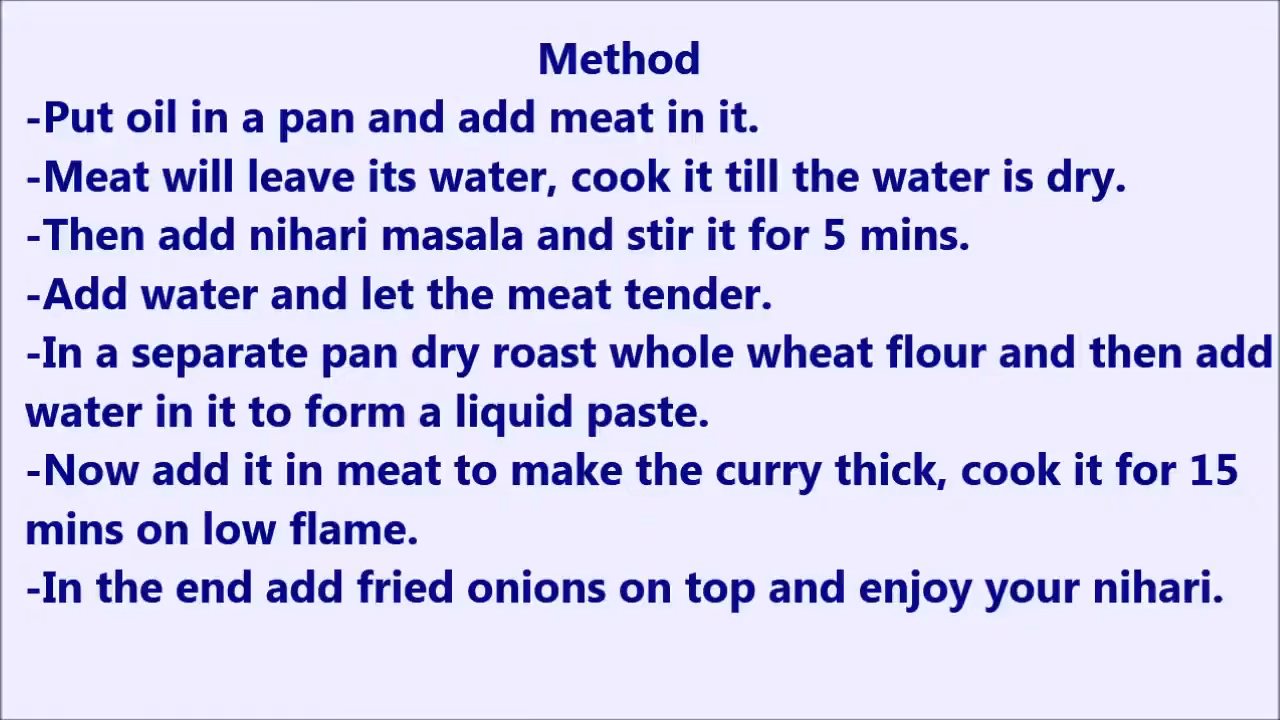 Method
-Put oil in a pan and add meat in it.
-Meat will leave its water, cook it till the water is dry.
-Then add nihari masala and stir it for 5 mins.
-Add water and let the meat tender.
-In a separate pan dry roast whole wheat flour and then add
water in it to form a liquid paste.
-Now add it in meat to make the curry thick, cook it for 15
mins on low flame.
-In the end add fried onions on top and enjoy your nihari.